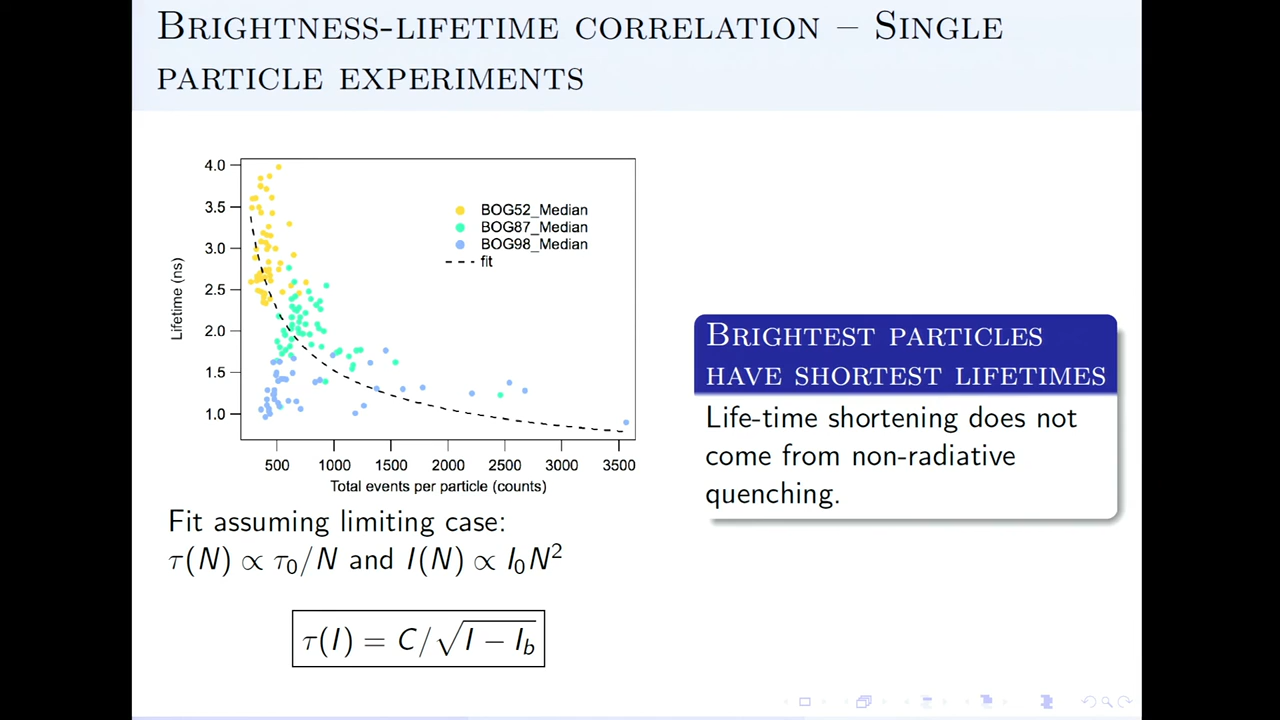 Brightness-lifetime correlation – Single
particle experiments
4.0
3.5
3.0
2.5
2.0
1.5
1.0
Lifetime (ns)
BOG52_Median
BOG87_Median
BOG98_Median
fit
500 1000 1500 2000 2500 3000 3500
Total events per particle (counts)
Fit assuming limiting case:
τ(N) ∝ τ₀/N and I(N) ∝ I₀N²
τ(I) = C/√(I − I_b)
Brightest particles
have shortest lifetimes
Life-time shortening does not
come from non-radiative
quenching.